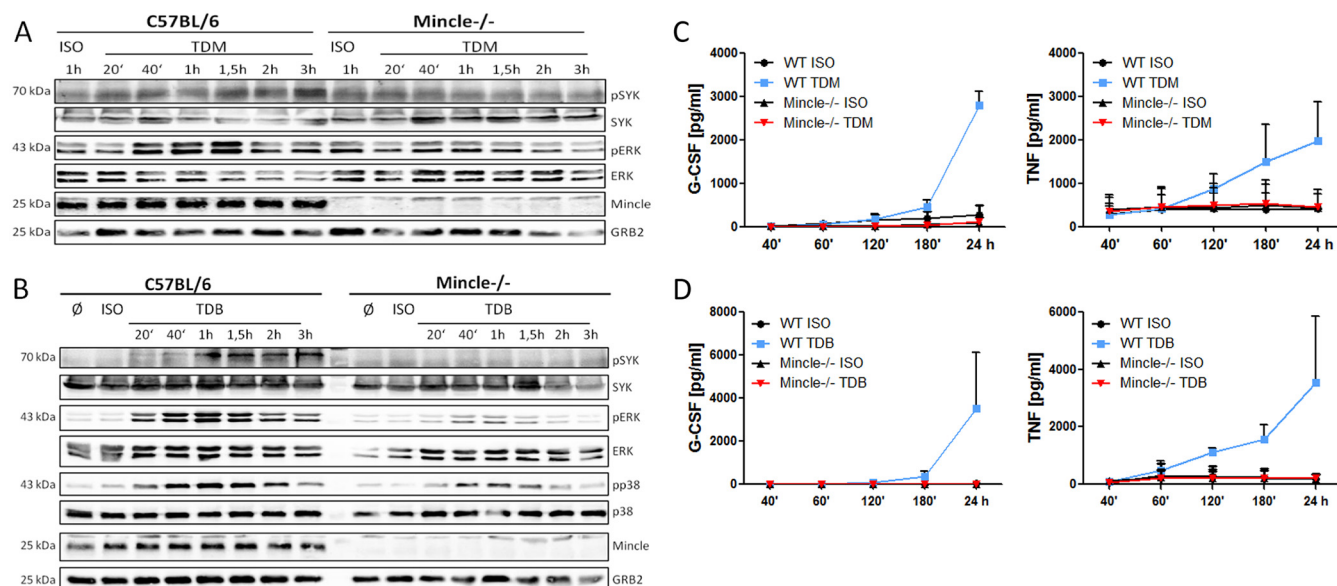 A
C57BL/6 Mincle-/-
ISO TDM ISO TDM
1h 20‘ 40‘ 1h 1,5h 2h 3h 1h 20‘ 40‘ 1h 1,5h 2h 3h
70 kDa pSYK
SYK
43 kDa pERK
ERK
25 kDa Mincle
25 kDa GRB2
B
C57BL/6 Mincle-/-
Ø ISO TDB Ø ISO TDB
20‘ 40‘ 1h 1,5h 2h 3h 20‘ 40‘ 1h 1,5h 2h 3h
70 kDa pSYK
SYK
43 kDa pERK
ERK
43 kDa pp38
p38
25 kDa Mincle
25 kDa GRB2
C
G-CSF [pg/ml]
4000
3000
2000
1000
0
WT ISO
WT TDM
Mincle-/- ISO
Mincle-/- TDM
40' 60' 120' 180' 24 h
TNF [pg/ml]
4000
3000
2000
1000
0
WT ISO
WT TDM
Mincle-/- ISO
Mincle-/- TDM
40' 60' 120' 180' 24 h
D
G-CSF [pg/ml]
8000
6000
4000
2000
0
WT ISO
WT TDB
Mincle-/- ISO
Mincle-/- TDB
40' 60' 120' 180' 24 h
TNF [pg/ml]
6000
4000
2000
0
WT ISO
WT TDB
Mincle-/- ISO
Mincle-/- TDB
40' 60' 120' 180' 24 h